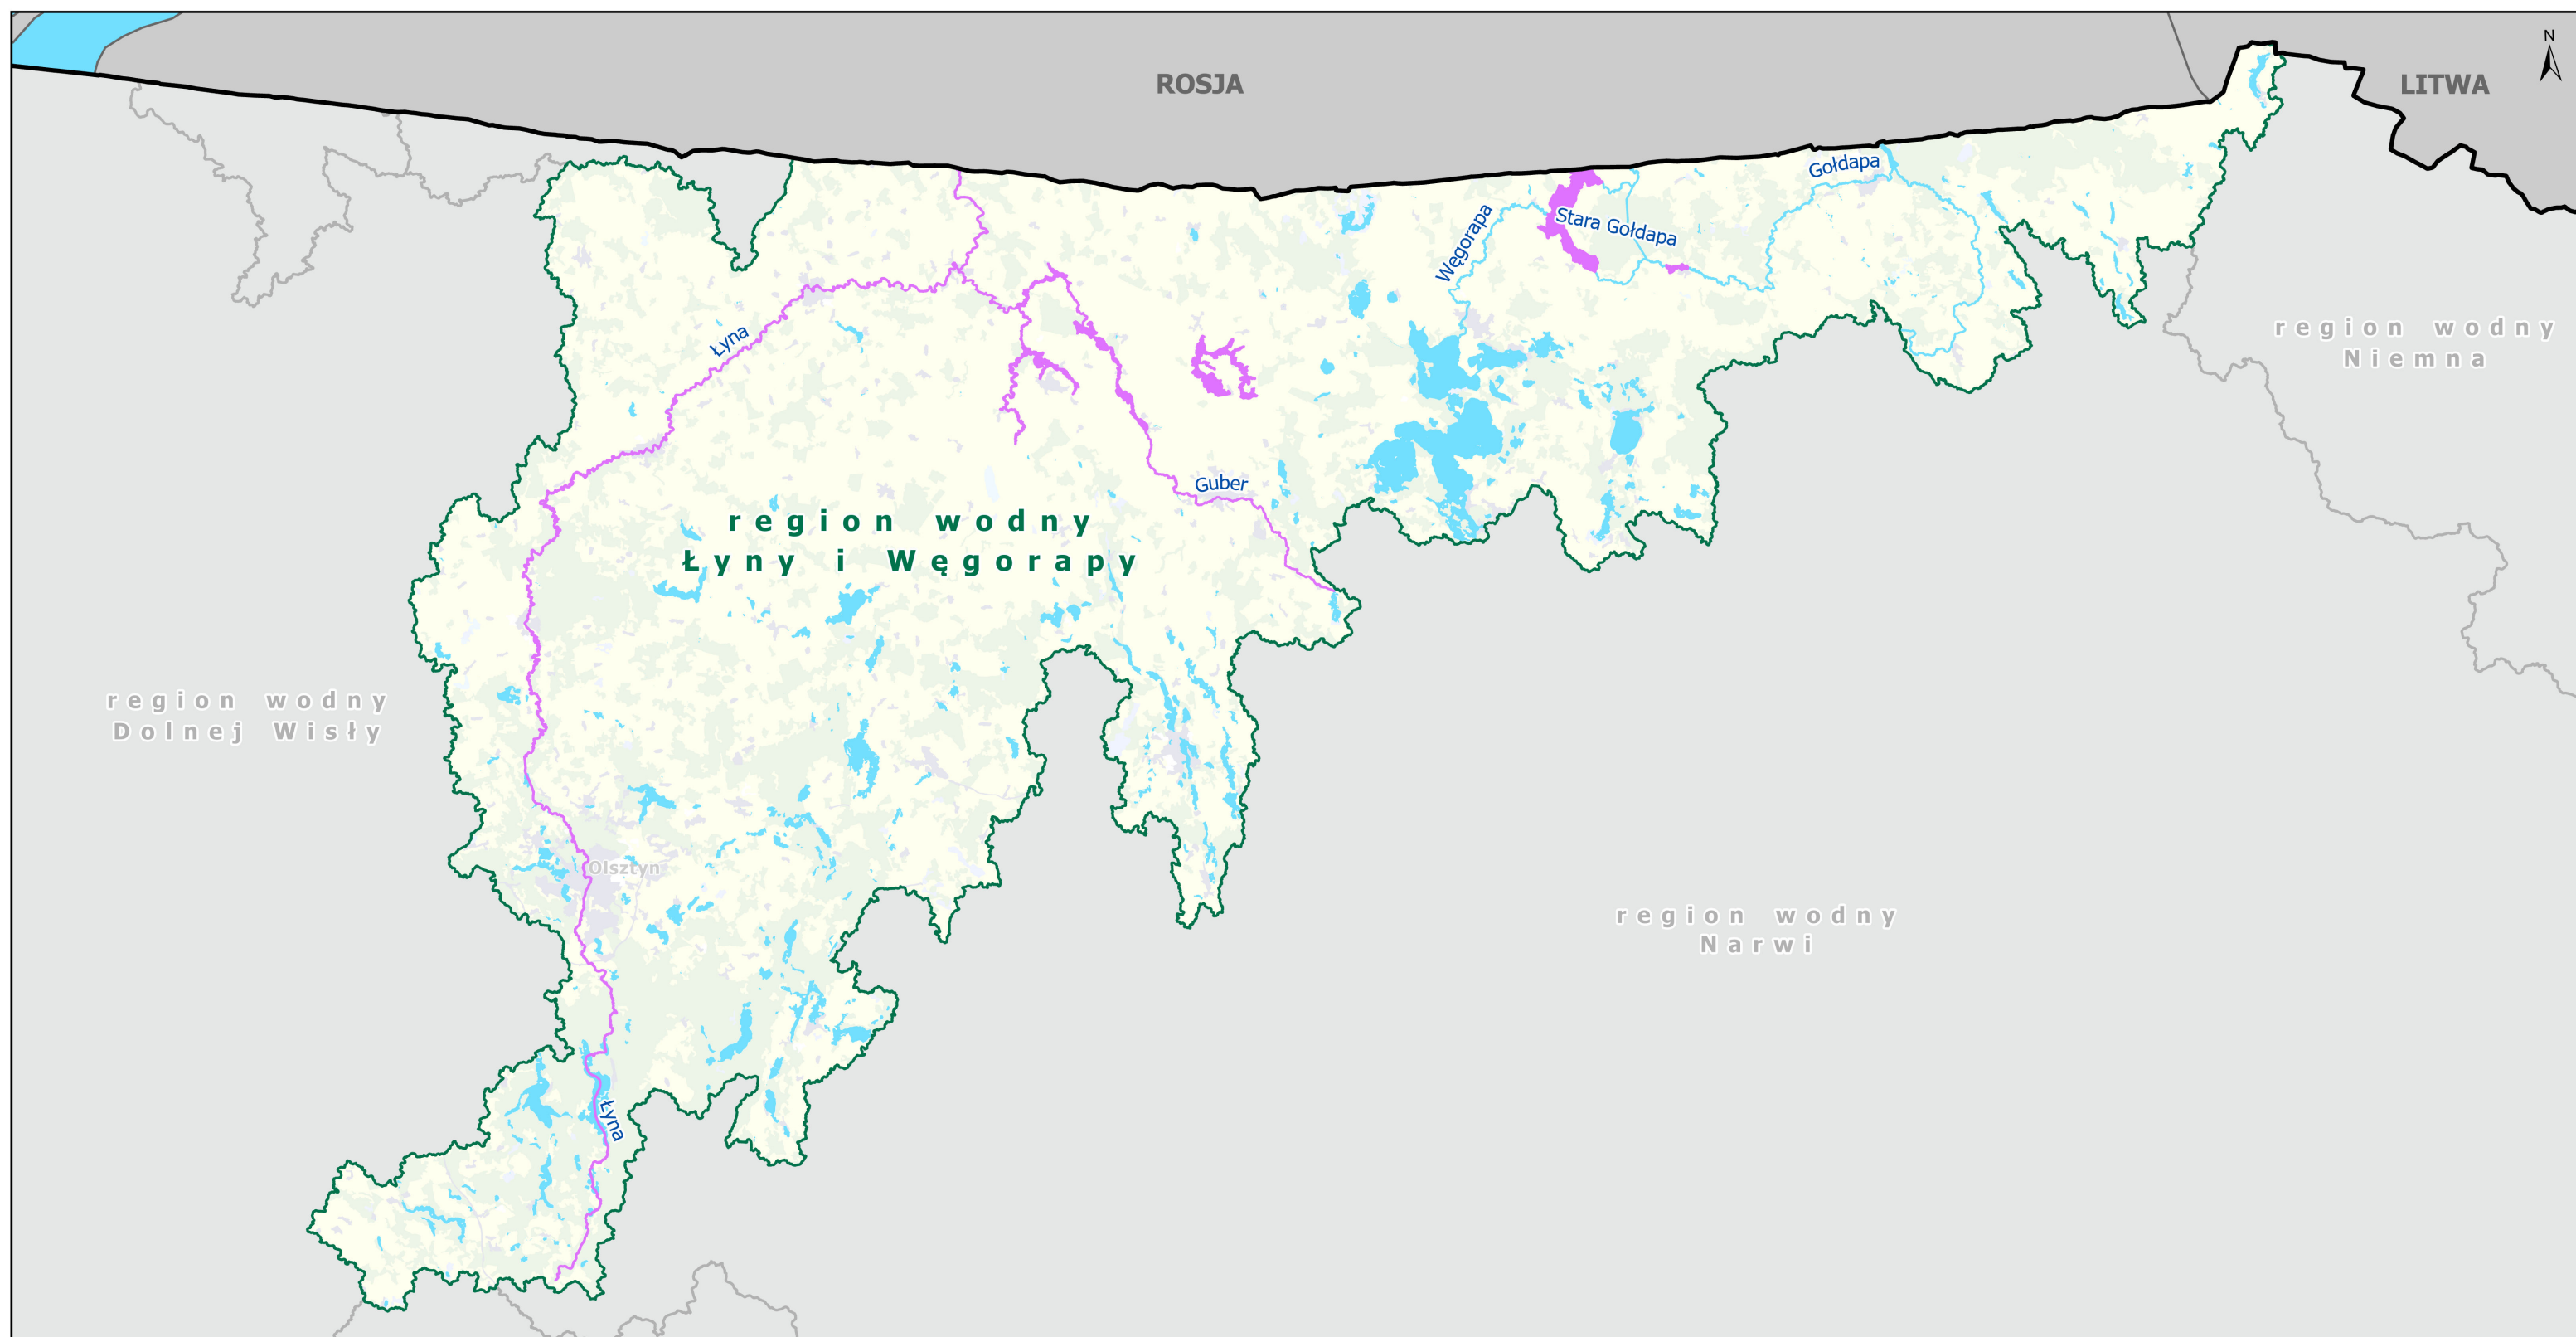 N
ROSJA
LITWA
Gołdapa
Węgorapa
Stara Gołdapa
region wodny
Niemna
Łyna
Guber
region wodny
Łyny i Węgorapy
region wodny
Dolnej Wisły
Olsztyn
region wodny
Narwi
Łyna